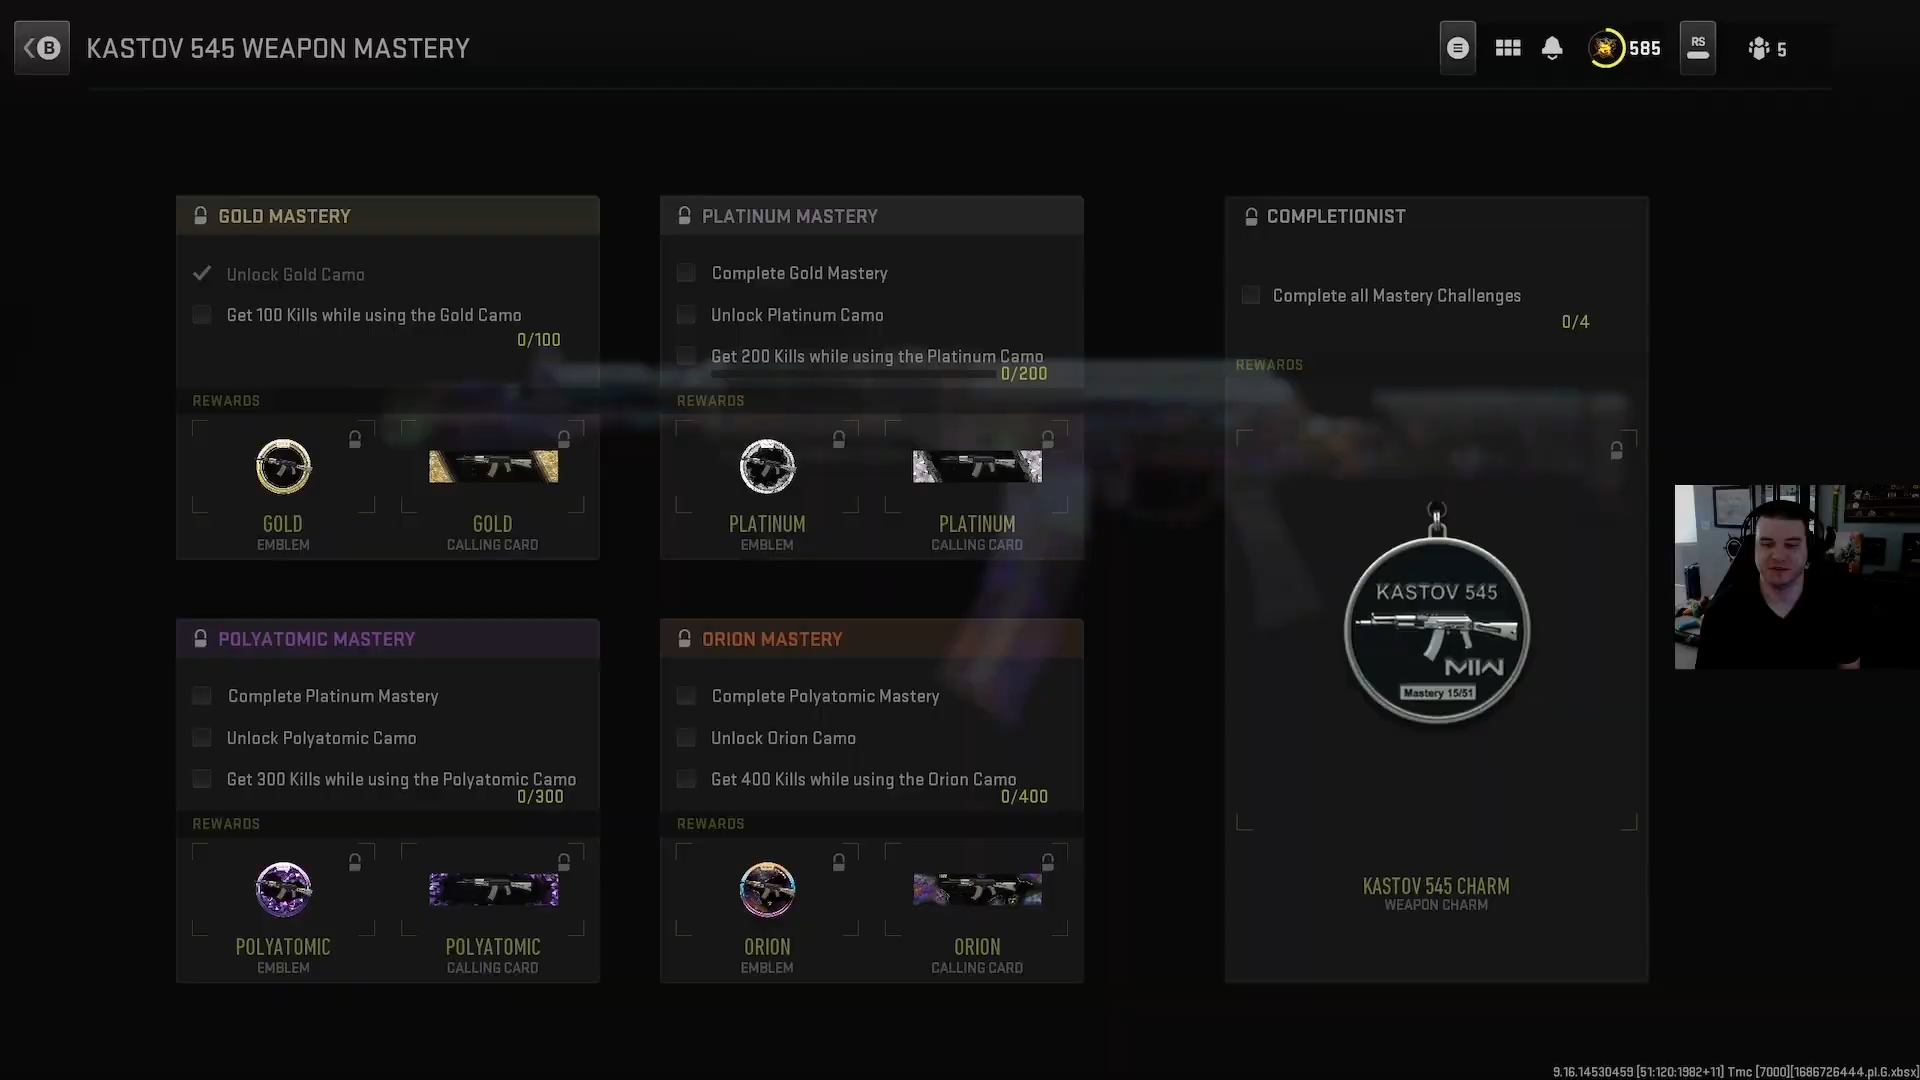 B KASTOV 545 WEAPON MASTERY
585
RS
5
GOLD MASTERY
Unlock Gold Camo
Get 100 Kills while using the Gold Camo
0/100
REWARDS
GOLD
EMBLEM
GOLD
CALLING CARD
PLATINUM MASTERY
Complete Gold Mastery
Unlock Platinum Camo
Get 200 Kills while using the Platinum Camo
0/200
REWARDS
PLATINUM
EMBLEM
PLATINUM
CALLING CARD
COMPLETIONIST
Complete all Mastery Challenges
0/4
REWARDS
KASTOV 545
MW
Mastery 15/51
KASTOV 545 CHARM
WEAPON CHARM
POLYATOMIC MASTERY
Complete Platinum Mastery
Unlock Polyatomic Camo
Get 300 Kills while using the Polyatomic Camo
0/300
REWARDS
POLYATOMIC
EMBLEM
POLYATOMIC
CALLING CARD
ORION MASTERY
Complete Polyatomic Mastery
Unlock Orion Camo
Get 400 Kills while using the Orion Camo
0/400
REWARDS
ORION
EMBLEM
ORION
CALLING CARD
9.16.14530459 [51:120:1982+11] Tmc [7000][1686726444.pl.G.xbsx]